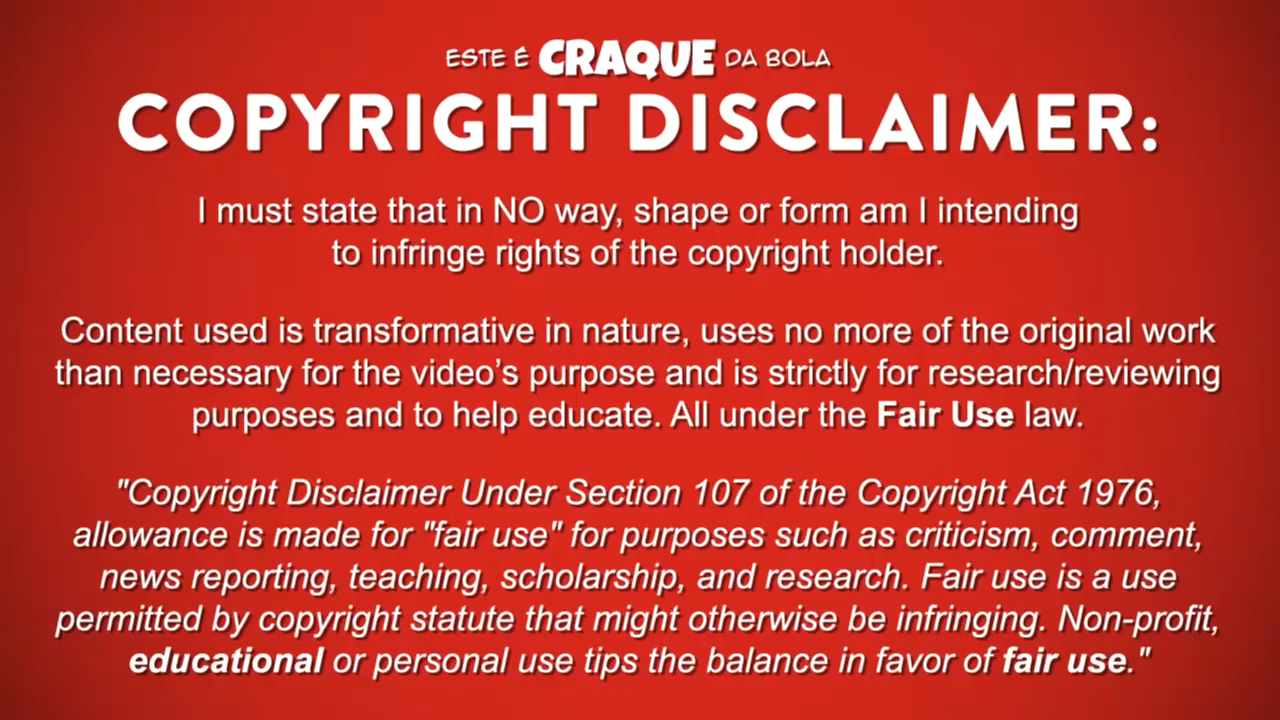 ESTE É CRAQUE DA BOLA
COPYRIGHT DISCLAIMER:
I must state that in NO way, shape or form am I intending
to infringe rights of the copyright holder.
Content used is transformative in nature, uses no more of the original work
than necessary for the video’s purpose and is strictly for research/reviewing
purposes and to help educate. All under the Fair Use law.
"Copyright Disclaimer Under Section 107 of the Copyright Act 1976,
allowance is made for "fair use" for purposes such as criticism, comment,
news reporting, teaching, scholarship, and research. Fair use is a use
permitted by copyright statute that might otherwise be infringing. Non-profit,
educational or personal use tips the balance in favor of fair use."